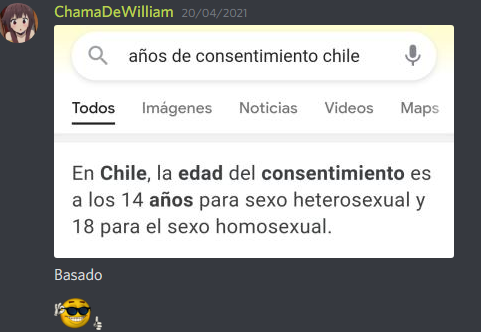 ChamaDeWilliam 20/04/2021
años de consentimiento chile
Todos Imágenes Noticias Videos Maps
En Chile, la edad del consentimiento es
a los 14 años para sexo heterosexual y
18 para el sexo homosexual.
Basado